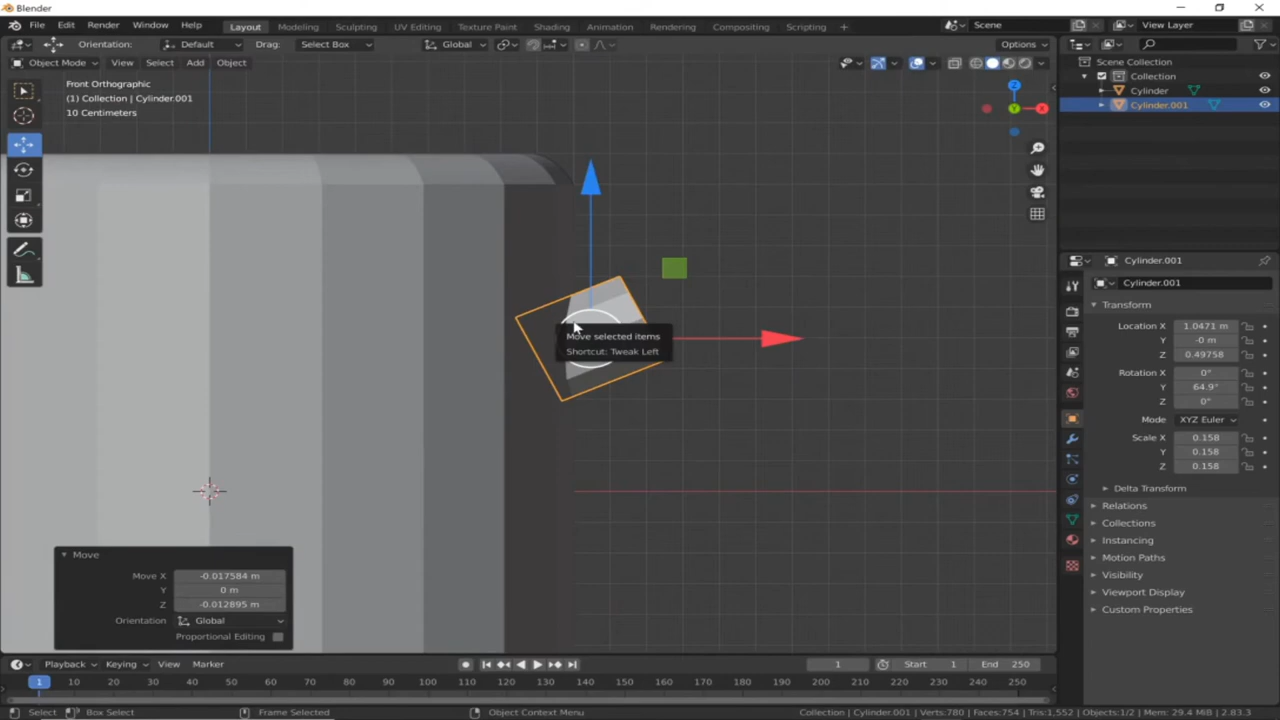 Blender
File Edit Render Window Help Layout Modeling Sculpting UV Editing Texture Paint Shading Animation Rendering Compositing Scripting + Scene View Layer
Orientation: Default Drag: Select Box Global Options
Object Mode View Select Add Object
Front Orthographic
(1) Collection | Cylinder.001
10 Centimeters
Z
Y
X
Scene Collection
Collection
Cylinder
Cylinder.001
Move selected items
Shortcut: Tweak Left
Cylinder.001
Cylinder.001
Transform
Location X 1.0471 m
Y -0 m
Z 0.49758
Rotation X 0°
Y 64.9°
Z 0°
Mode XYZ Euler
Scale X 0.158
Y 0.158
Z 0.158
Delta Transform
Relations
Collections
Instancing
Motion Paths
Visibility
Viewport Display
Custom Properties
Move
Move X -0.017584 m
Y 0 m
Z -0.012895 m
Orientation Global
Proportional Editing
Playback Keying View Marker 1 Start 1 End 250
1 10 20 30 40 50 60 70 80 90 100 110 120 130 140 150 160 170 180 190 200 210 220 230 240 250
Select Box Select Frame Selected Object Context Menu Collection | Cylinder.001 | Verts:780 | Faces:754 | Tris:1,552 | Objects:1/2 | Mem: 29.4 MiB | 2.83.3